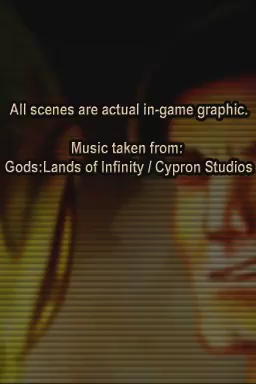 All scenes are actual in-game graphic.
Music taken from:
Gods:Lands of Infinity / Cypron Studios